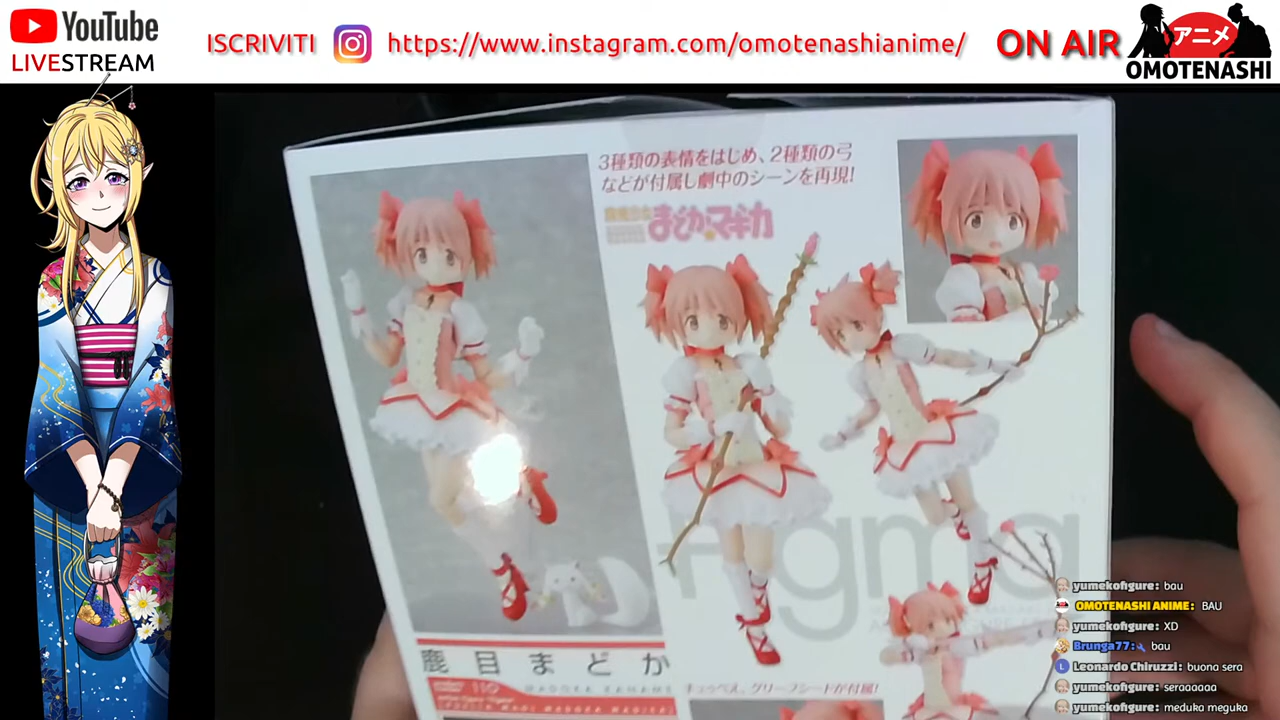 YouTube
LIVESTREAM
ISCRIVITI
https://www.instagram.com/omotenashianime/
ON AIR
アニメ
OMOTENASHI
3種類の表情をはじめ、2種類の弓
などが付属し劇中のシーンを再現!
まどか☆マギカ
figma
鹿目まどか
MADOKA KANAME
キュゥべえ、グリーフシードが付属!
yumekofigure: bau
OMOTENASHI ANIME: BAU
yumekofigure: XD
Brunga77: bau
Leonardo Chiruzzi: buona sera
yumekofigure: seraaaaaa
yumekofigure: meduka meguka